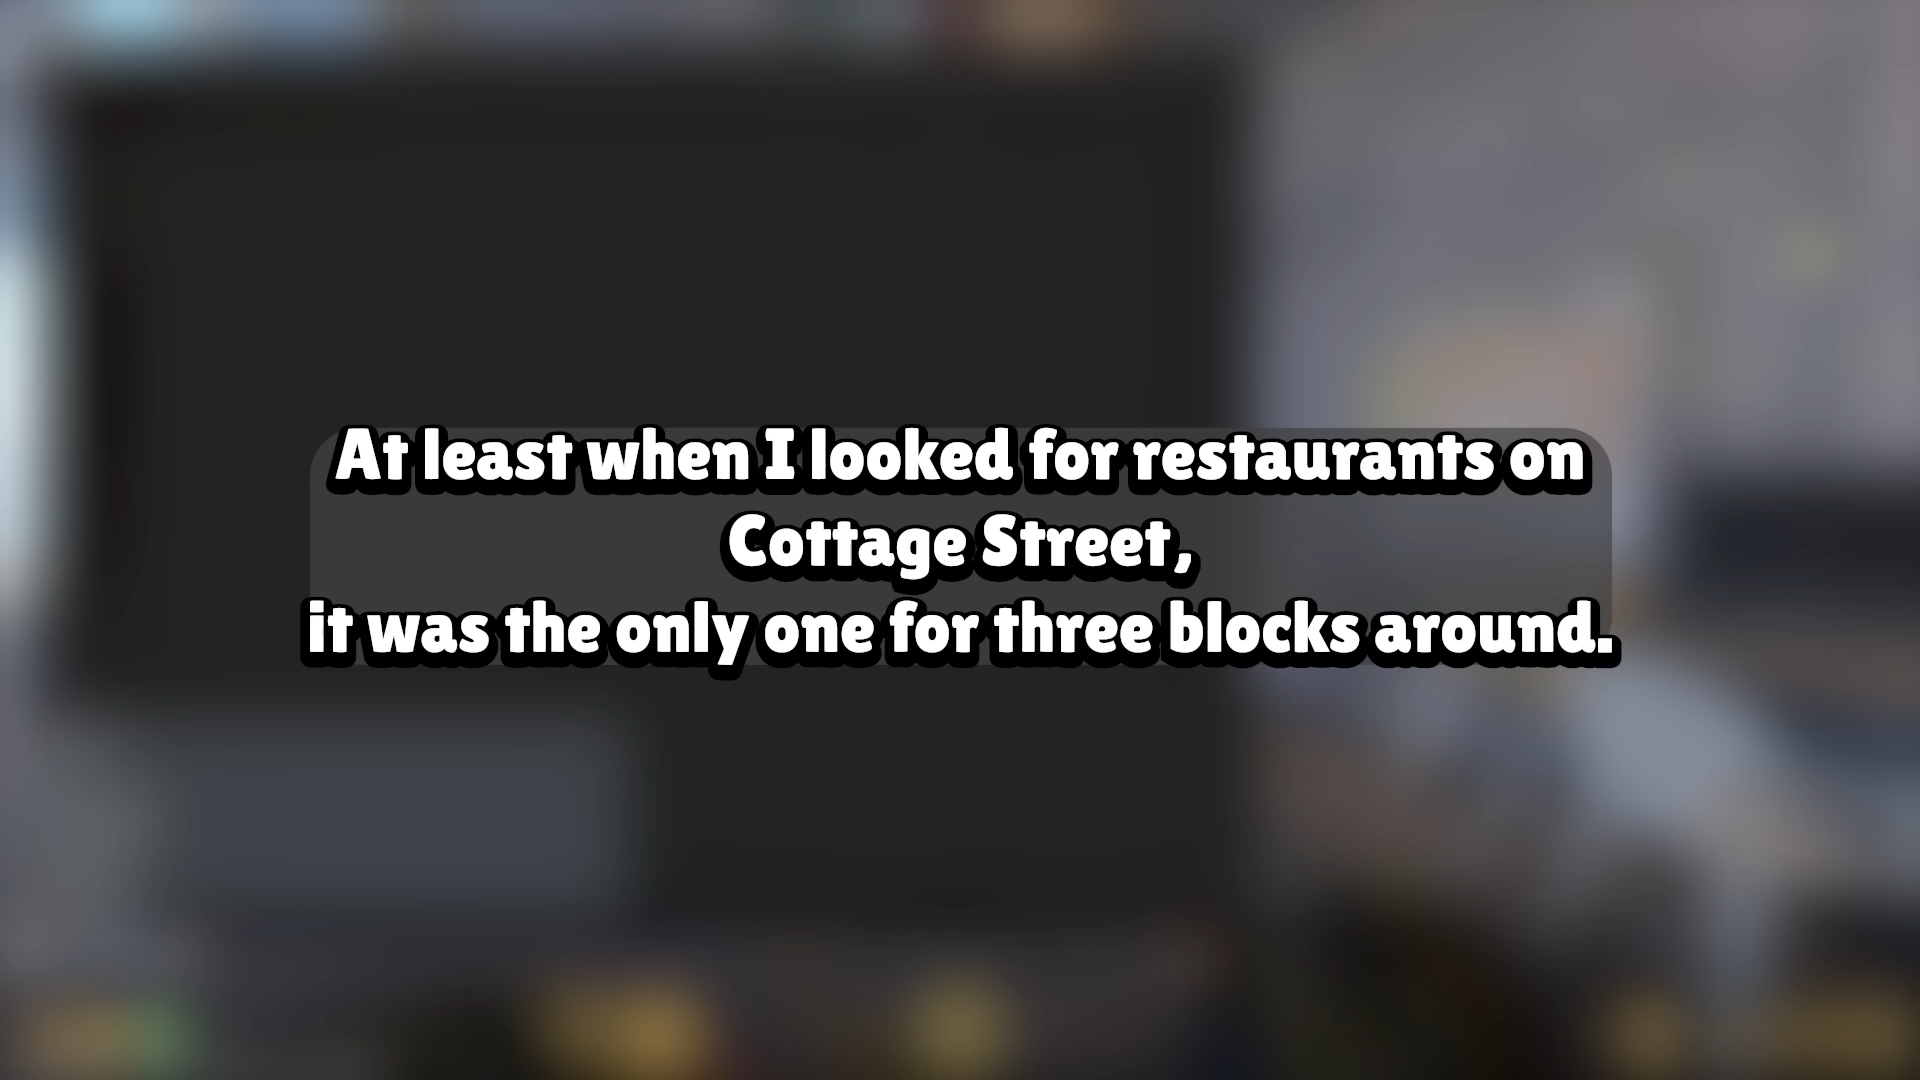 At least when I looked for restaurants on
Cottage Street,
it was the only one for three blocks around.